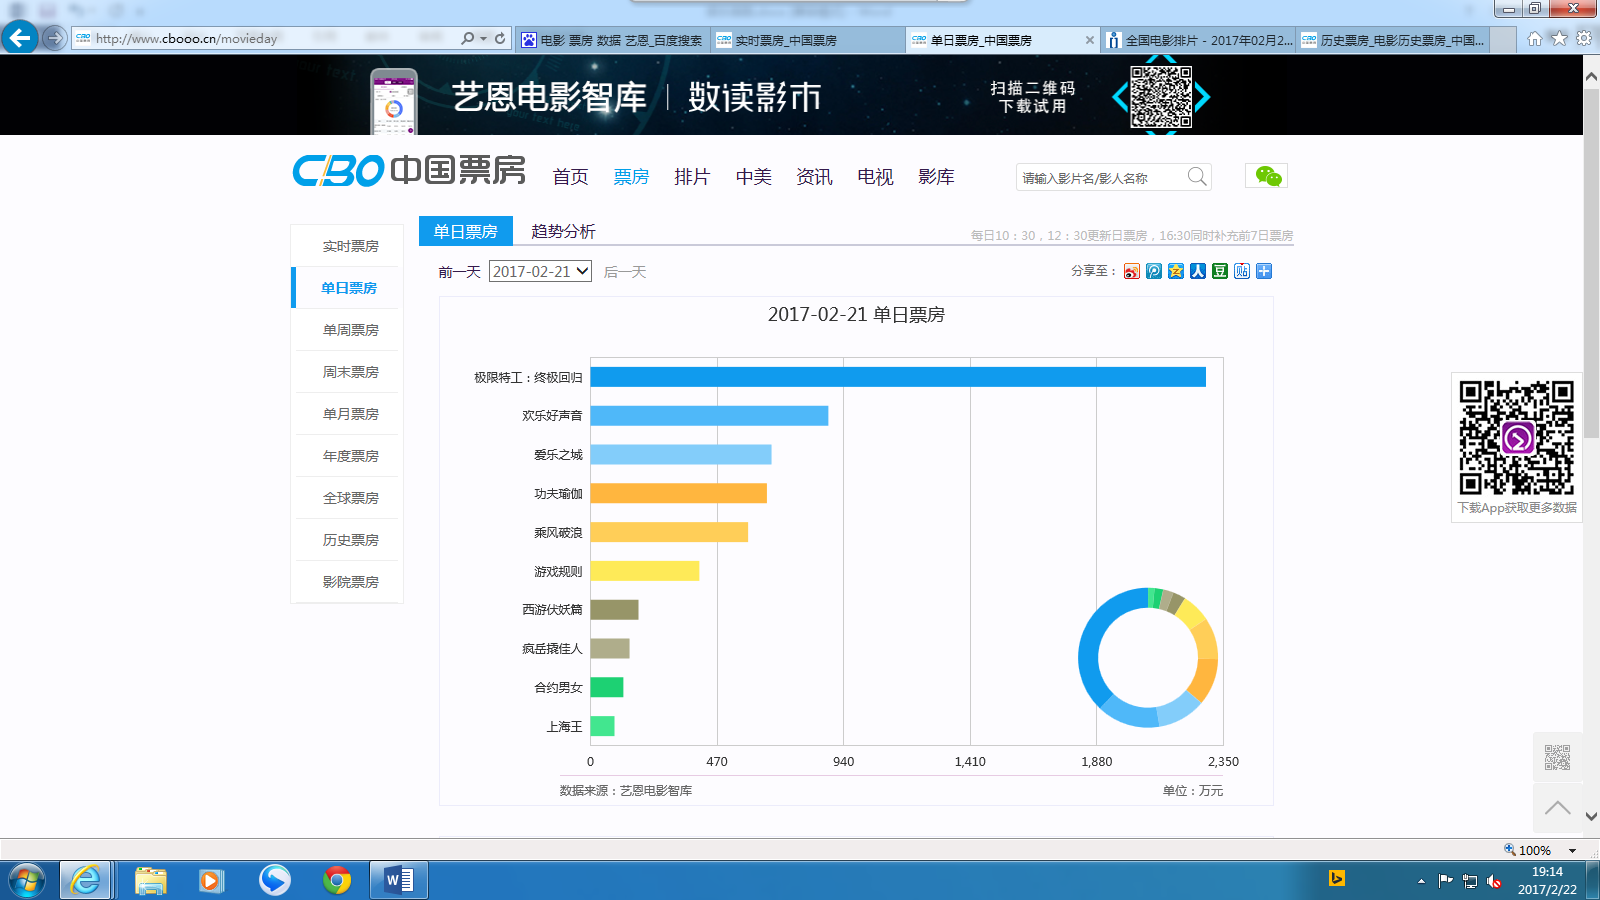 http://www.cbooo.cn/movieday
电影 票房 数据 艺恩_百度搜索
实时票房_中国票房
单日票房_中国票房
全国电影排片 - 2017年02月2...
历史票房_电影历史票房_中国...
艺恩电影智库 | 数读影市
扫描二维码
下载试用
CBO 中国票房
首页 票房 排片 中美 资讯 电视 影库
请输入影片名/影人名称
实时票房
单日票房
单周票房
周末票房
单月票房
年度票房
全球票房
历史票房
影院票房
单日票房 趋势分析
每日10：30，12：30更新日票房，16:30同时补充前7日票房
前一天 2017-02-21 后一天
分享至：
2017-02-21 单日票房
极限特工：终极回归
欢乐好声音
爱乐之城
功夫瑜伽
乘风破浪
游戏规则
西游伏妖篇
疯岳撬佳人
合约男女
上海王
0 470 940 1,410 1,880 2,350
数据来源：艺恩电影智库
单位：万元
下载App获取更多数据
100%
19:14
2017/2/22